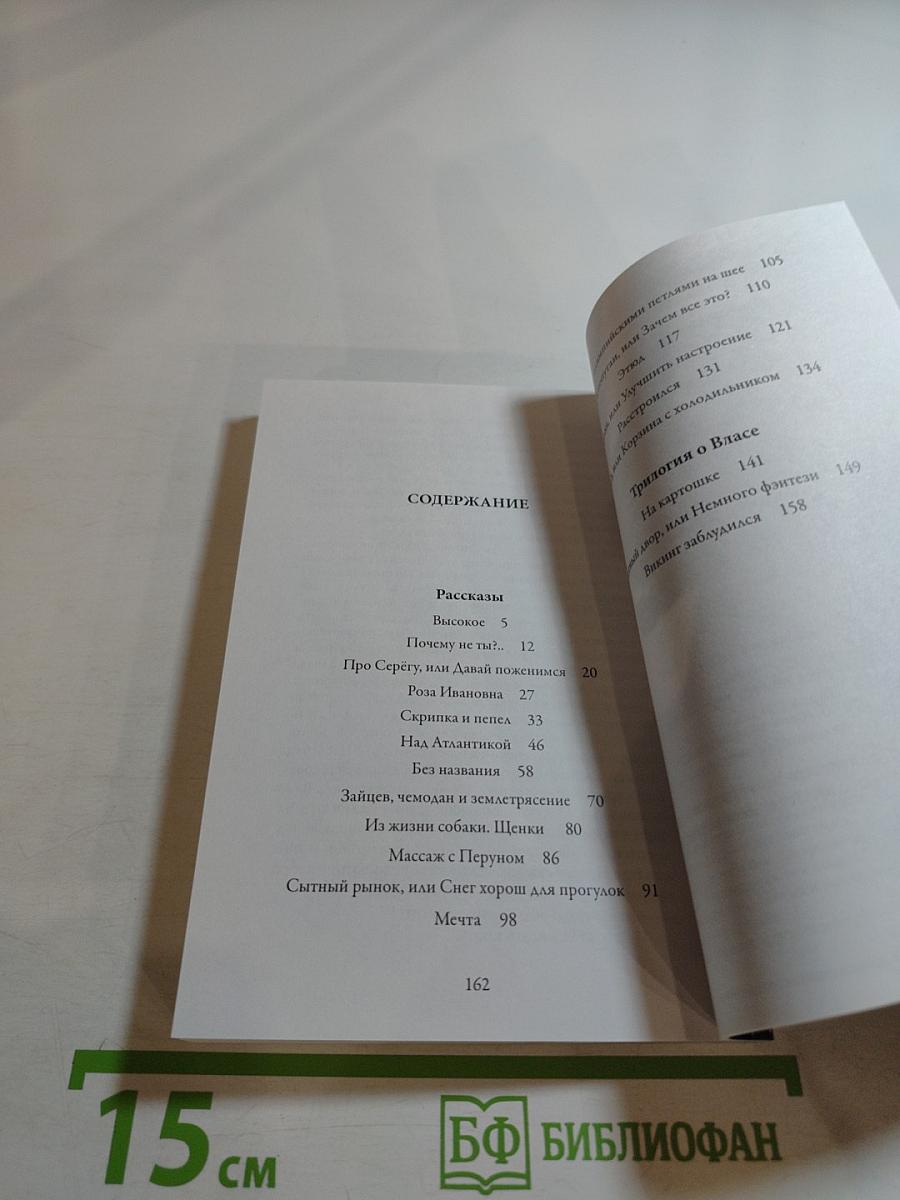 СОДЕРЖАНИЕ
Рассказы
Высокое 5
Почему не ты?.. 12
Про Серёгу, или Давай поженимся 20
Роза Ивановна 27
Скрипка и пепел 33
Над Атлантикой 46
Без названия 58
Зайцев, чемодан и землетрясение 70
Из жизни собаки. Щенки 80
Массаж с Перуном 86
Сытный рынок, или Снег хорош для прогулок 91
Мечта 98
162
петлями на шее 105
или Зачем все это? 110
Этюд 117
или Улучшить настроение 121
Расстроился 131
или Корзина с холодильником 134
Трилогия о Власе
На картошке 141
двор, или Немного фэнтези 149
Викинг заблудился 158
15 см
БФ БИБЛИОФАН